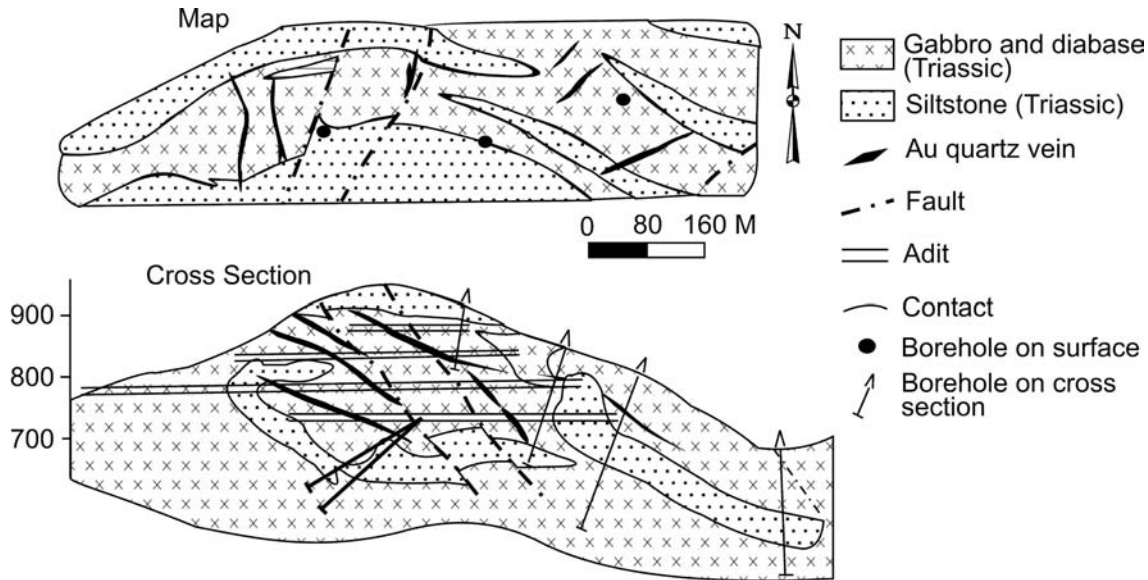 Map
N
Gabbro and diabase
(Triassic)
Siltstone (Triassic)
Au quartz vein
Fault
Adit
Contact
Borehole on surface
Borehole on cross
section
0 80 160 M
Cross Section
900
800
700